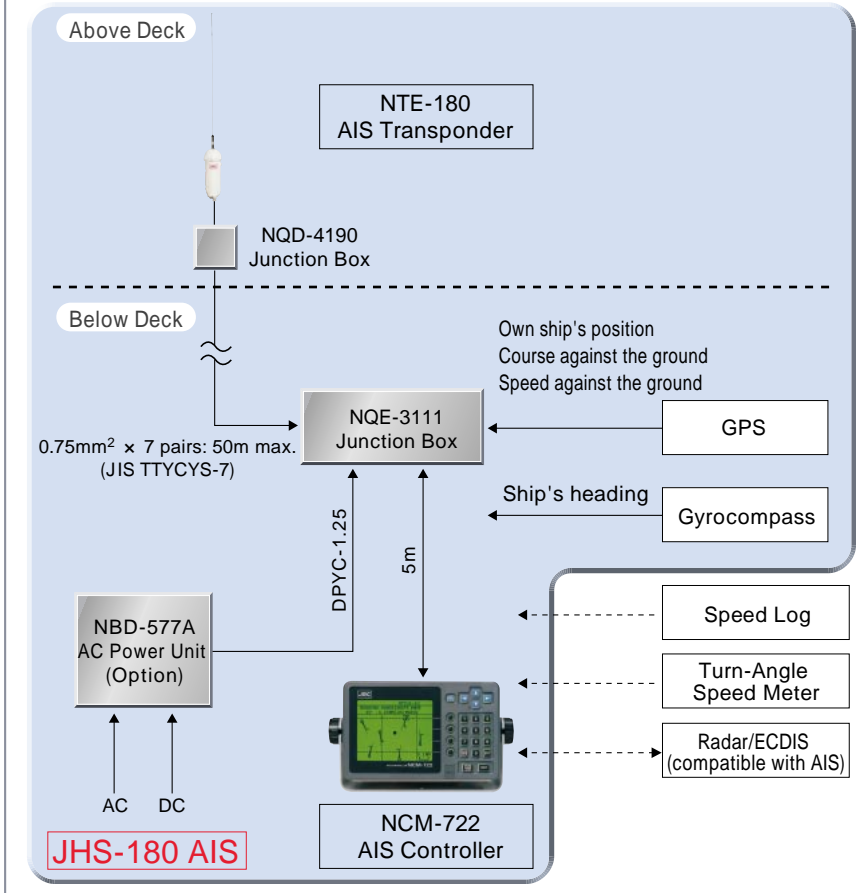 Above Deck
NTE-180
AIS Transponder
NQD-4190
Junction Box
Below Deck
Own ship's position
Course against the ground
Speed against the ground
NQE-3111
Junction Box
GPS
0.75mm² × 7 pairs: 50m max.
(JIS TTYCYS-7)
Ship's heading
Gyrocompass
DPYC-1.25
5m
Speed Log
NBD-577A
AC Power Unit
(Option)
Turn-Angle
Speed Meter
JRC
Radar/ECDIS
(compatible with AIS)
NCM-722
AC
DC
JHS-180 AIS
NCM-722
AIS Controller